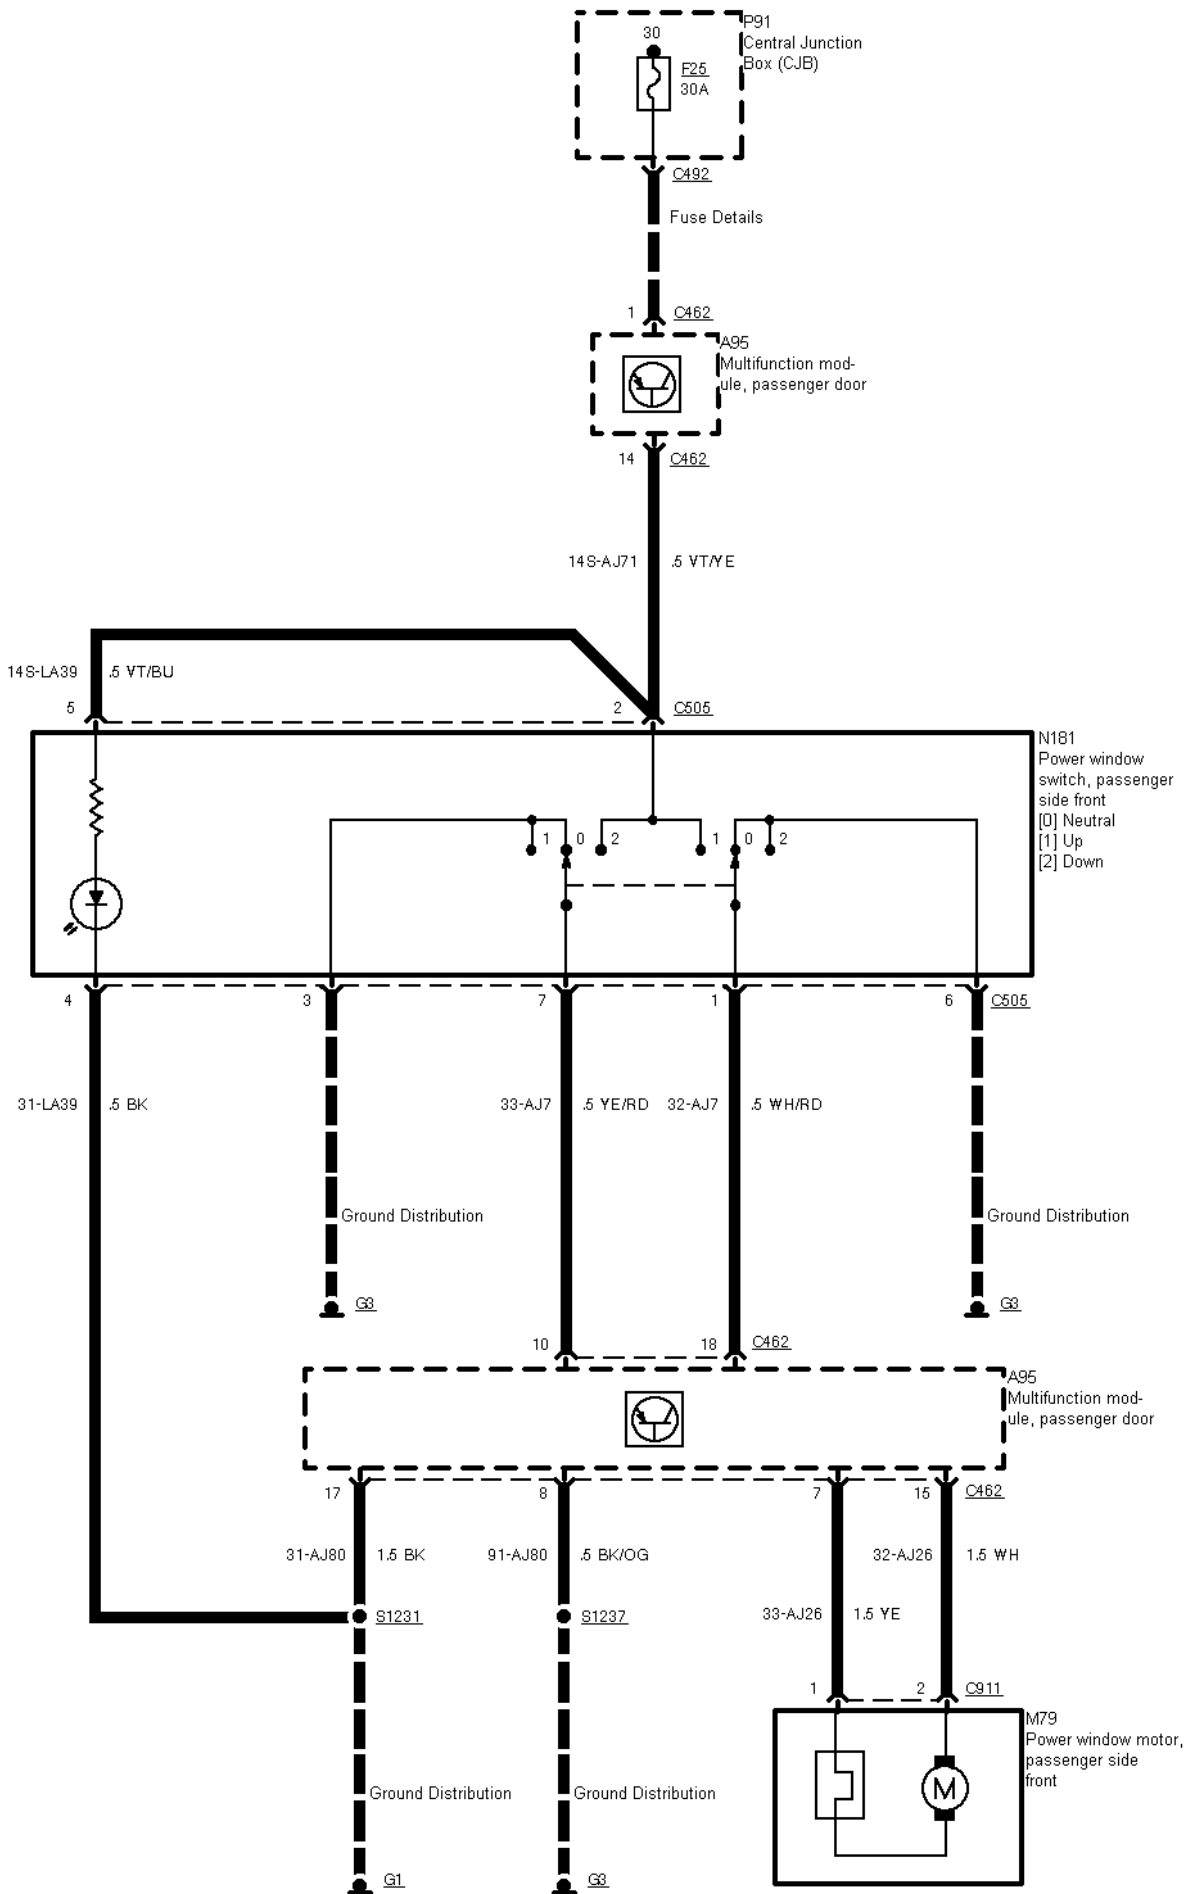 P91
Central Junction
Box (CJB)
30
F25
30A
C492
Fuse Details
1
C462
A95
Multifunction mod-
ule, passenger door
14
C462
14S-AJ71
.5 VT/YE
14S-LA39
.5 VT/BU
5
2
C505
N181
Power window
switch, passenger
side front
[0] Neutral
[1] Up
[2] Down
1
0
2
1
0
2
4
3
7
1
6
C505
31-LA39
.5 BK
33-AJ7
.5 YE/RD
32-AJ7
.5 WH/RD
Ground Distribution
Ground Distribution
G3
G3
10
18
C462
A95
Multifunction mod-
ule, passenger door
17
8
7
15
C462
31-AJ80
1.5 BK
91-AJ80
.5 BK/OG
32-AJ26
1.5 WH
S1231
S1237
33-AJ26
1.5 YE
1
2
C911
M79
Power window motor,
passenger side
front
M
Ground Distribution
Ground Distribution
G1
G3